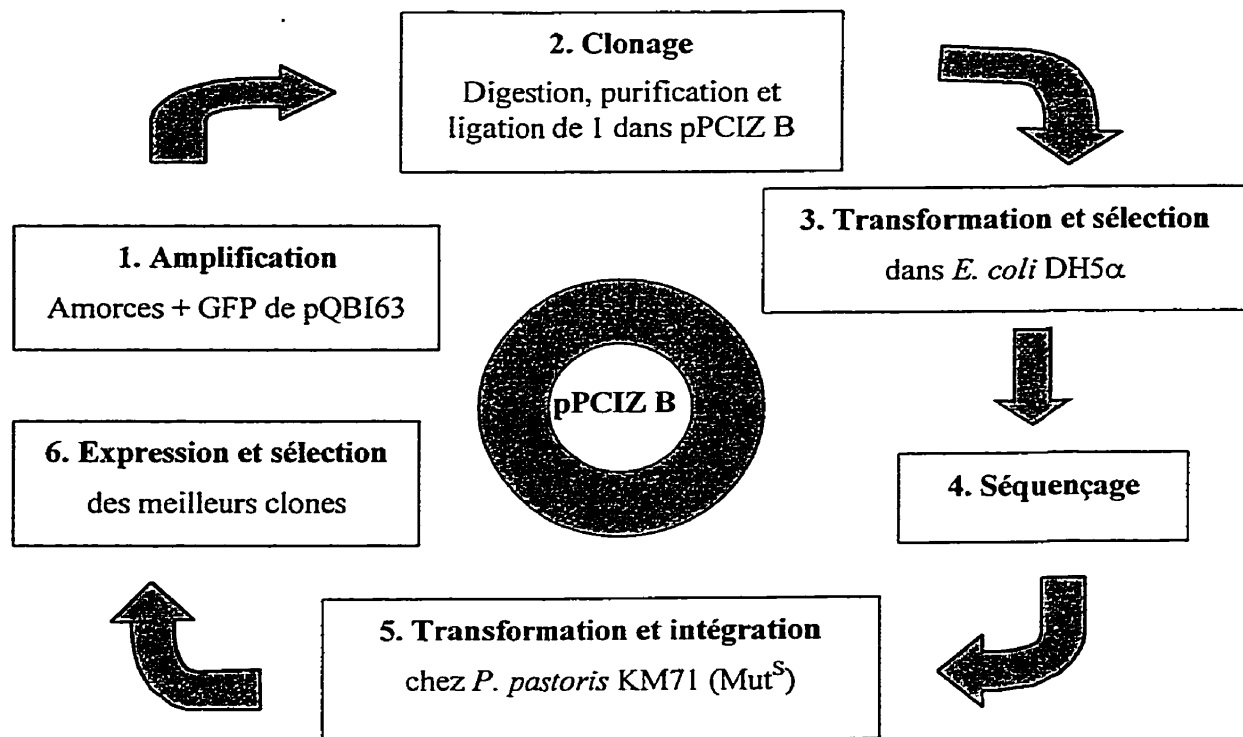 2. Clonage
Digestion, purification et
ligation de 1 dans pPCIZ B
1. Amplification
Amorces + GFP de pQBI63
3. Transformation et sélection
dans E. coli DH5α
pPCIZ B
6. Expression et sélection
des meilleurs clones
4. Séquençage
5. Transformation et intégration
chez P. pastoris KM71 (Mutˢ)